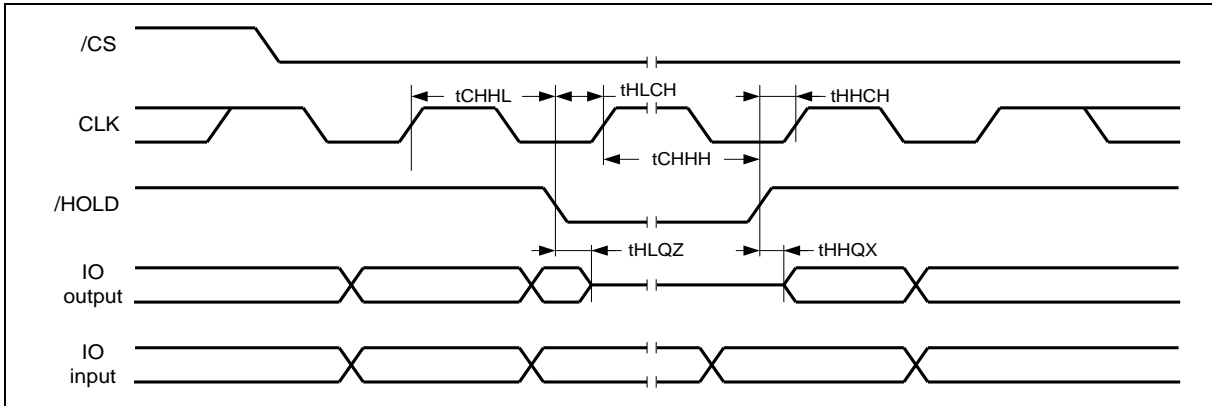 /CS
tCHHL
tHLCH
tHHCH
CLK
tCHHH
/HOLD
tHLQZ
tHHQX
IO
output
IO
input